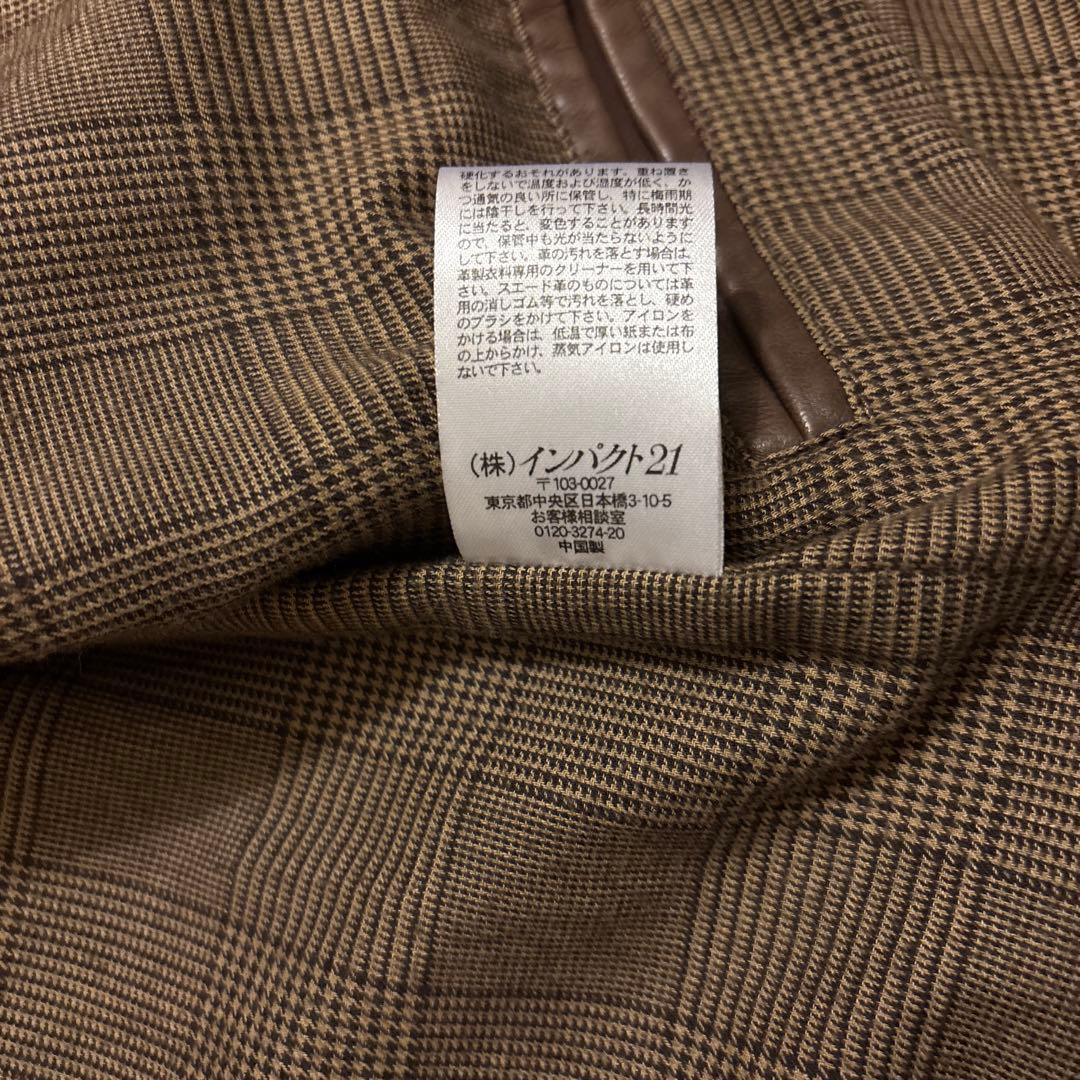 硬化するおそれがあります。重ね置き
をしないで温度および湿度が低く、か
つ通気の良い所に保管し、特に梅雨期
には陰干しを行って下さい。長時間光
に当たると、変色することがあります
ので、保管中も光が当たらないように
して下さい。革の汚れを落とす場合は、
革製衣料専用のクリーナーを用いて下
さい。スエード革のものについては革
用の消しゴム等で汚れを落とし、硬め
のブラシをかけて下さい。アイロンを
かける場合は、低温で厚い紙または布
の上からかけ、蒸気アイロンは使用し
ないで下さい。
(株)インパクト21
〒103-0027
東京都中央区日本橋3-10-5
お客様相談室
0120-3274-20
中国製